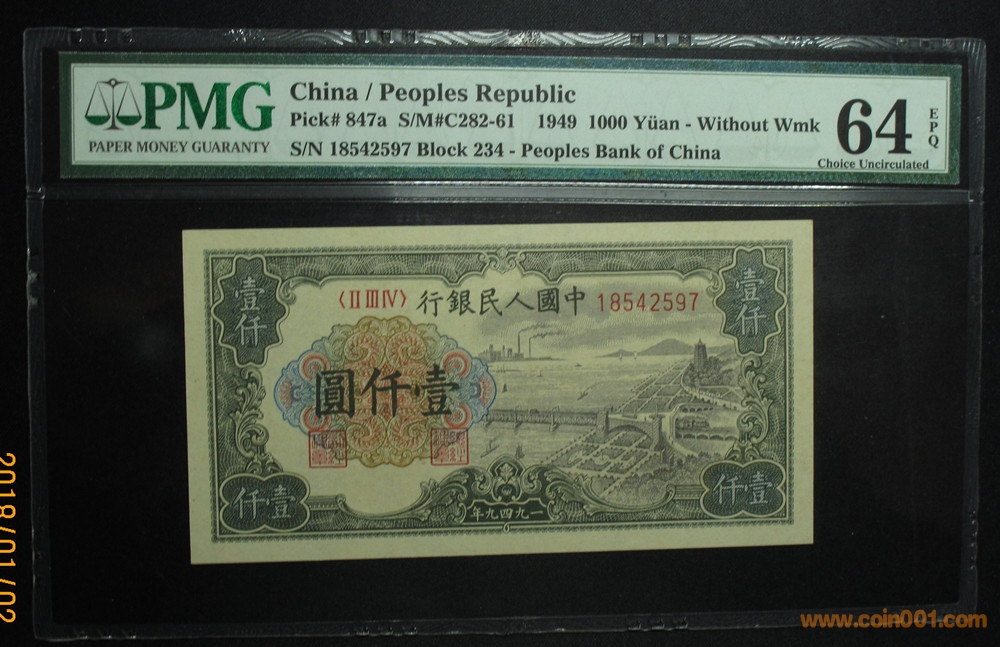 PMG
PAPER MONEY GUARANTY
China / Peoples Republic
Pick# 847a S/M#C282-61 1949 1000 Yüan - Without Wmk
S/N 18542597 Block 234 - Peoples Bank of China
64
EPQ
Choice Uncirculated
壹仟
壹仟
〈II III IV〉 行銀民人國中 18542597
圓仟壹
仟壹
仟壹
年九四九一
6
2018/01/02
www.coin001.com